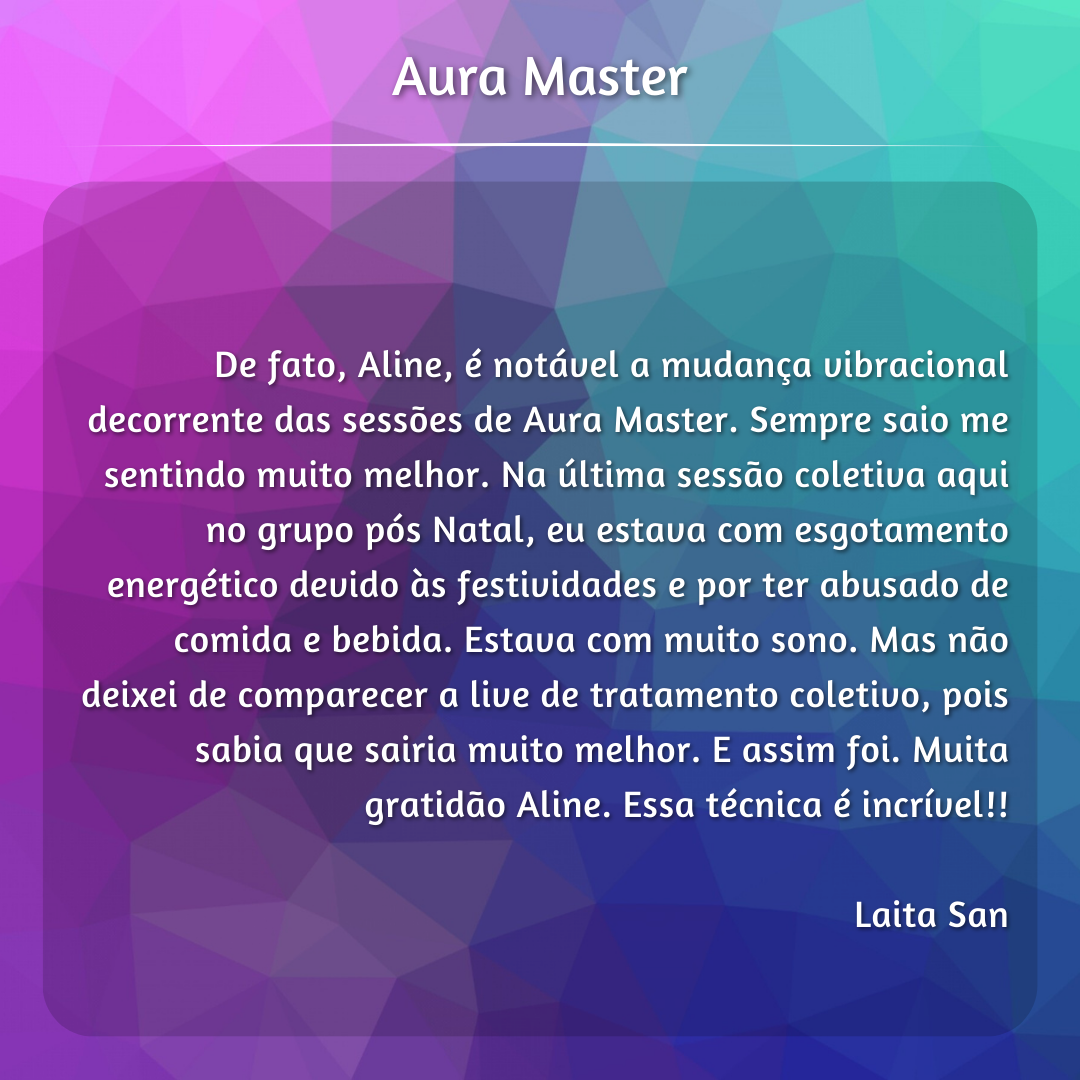 Aura Master
De fato, Aline, é notável a mudança vibracional
decorrente das sessões de Aura Master. Sempre saio me
sentindo muito melhor. Na última sessão coletiva aqui
no grupo pós Natal, eu estava com esgotamento
energético devido às festividades e por ter abusado de
comida e bebida. Estava com muito sono. Mas não
deixei de comparecer a live de tratamento coletivo, pois
sabia que sairia muito melhor. E assim foi. Muita
gratidão Aline. Essa técnica é incrível!!
Laita San